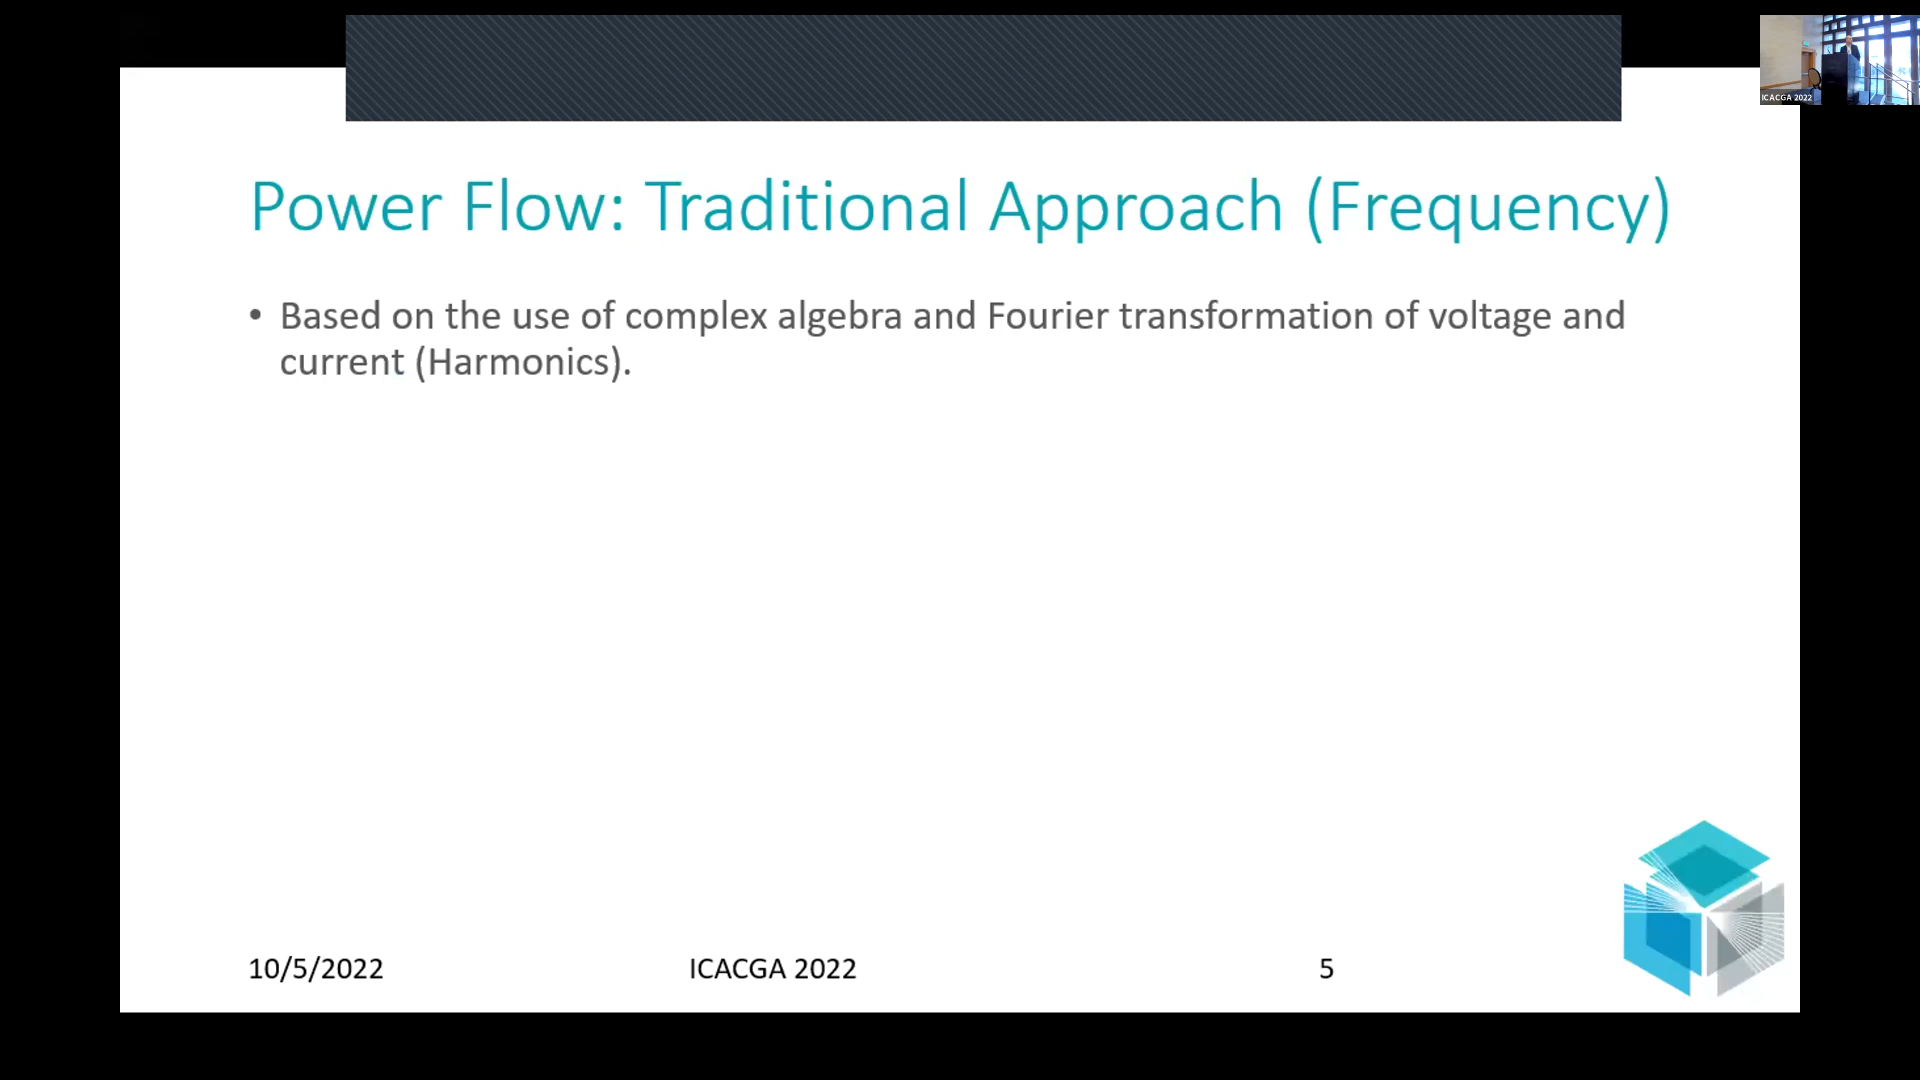 ICACGA 2022
Power Flow: Traditional Approach (Frequency)
• Based on the use of complex algebra and Fourier transformation of voltage and
current (Harmonics).
10/5/2022 ICACGA 2022 5